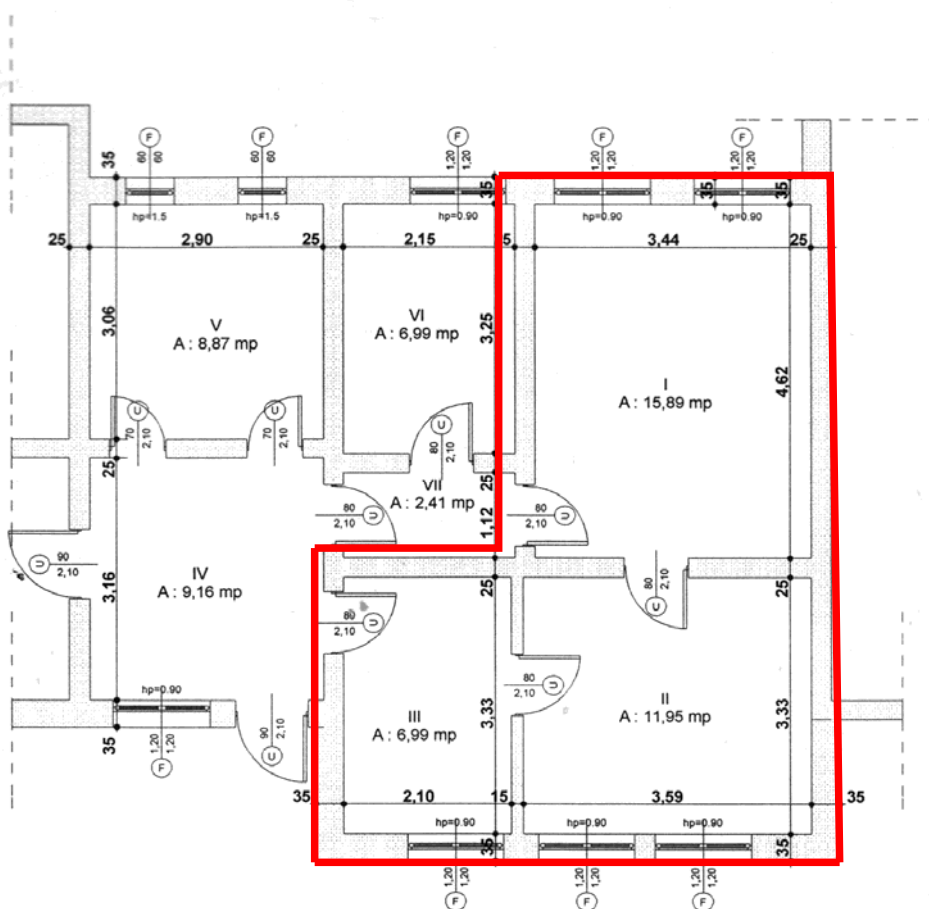 F
F
F
F
F
60
60
60
60
1,20
1,20
1,20
1,20
1,20
1,20
35
35
35
35
hp=1.5
hp=1.5
hp=0.90
hp=0.90
hp=0.90
25
2,90
25
2,15
3,44
25
3,06
V
A : 8,87 mp
VI
A : 6,99 mp
3,25
I
A : 15,89 mp
4,62
U
70
2,10
U
70
2,10
U
80
2,10
25
VII
A : 2,41 mp
25
1,12
80
2,10
U
80
2,10
U
U
90
2,10
3,16
IV
A : 9,16 mp
25
80
2,10
U
25
80
2,10
U
80
2,10
U
hp=0.90
III
A : 6,99 mp
3,33
II
A : 11,95 mp
3,33
35
1,20
1,20
F
90
2,10
U
35
2,10
15
3,59
35
hp=0.90
hp=0.90
hp=0.90
35
35
1,20
1,20
1,20
1,20
1,20
1,20
F
F
F